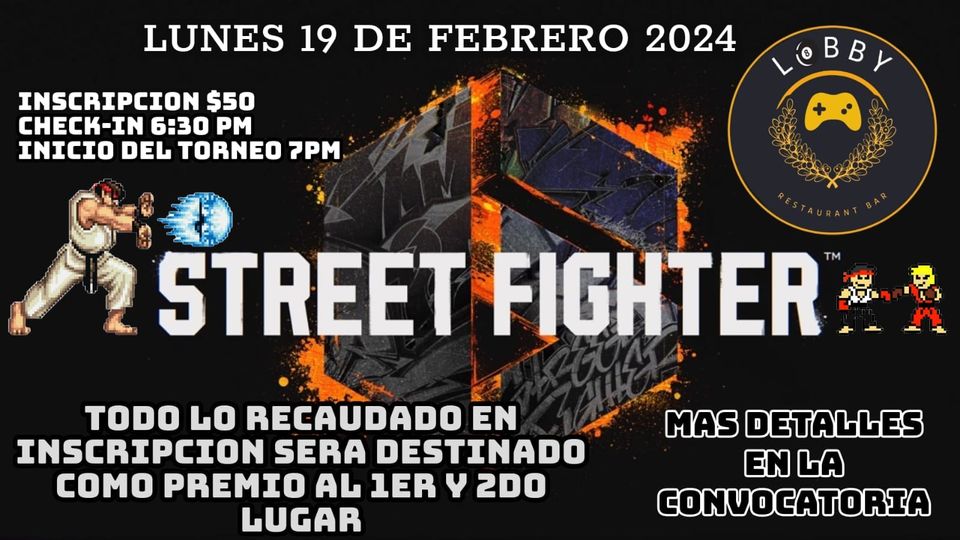 LUNES 19 DE FEBRERO 2024
INSCRIPCION $50
CHECK-IN 6:30 PM
INICIO DEL TORNEO 7PM
LOBBY
RESTAURANT BAR
STREET FIGHTER™
TODO LO RECAUDADO EN
INSCRIPCION SERA DESTINADO
COMO PREMIO AL 1ER Y 2DO
LUGAR
MAS DETALLES
EN LA
CONVOCATORIA